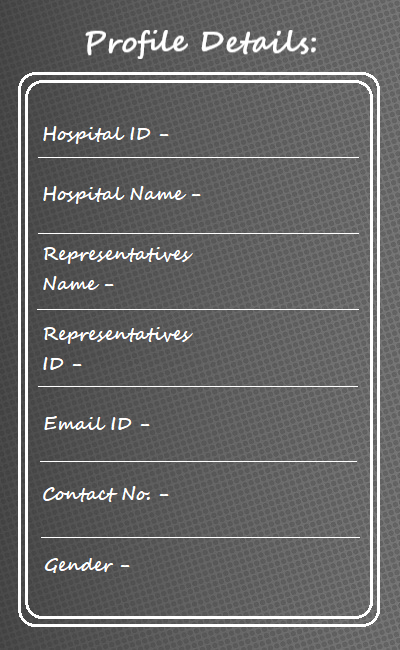 Profile Details:
Hospital ID -
Hospital Name -
Representatives
Name -
Representatives
ID -
Email ID -
Contact No. -
Gender -